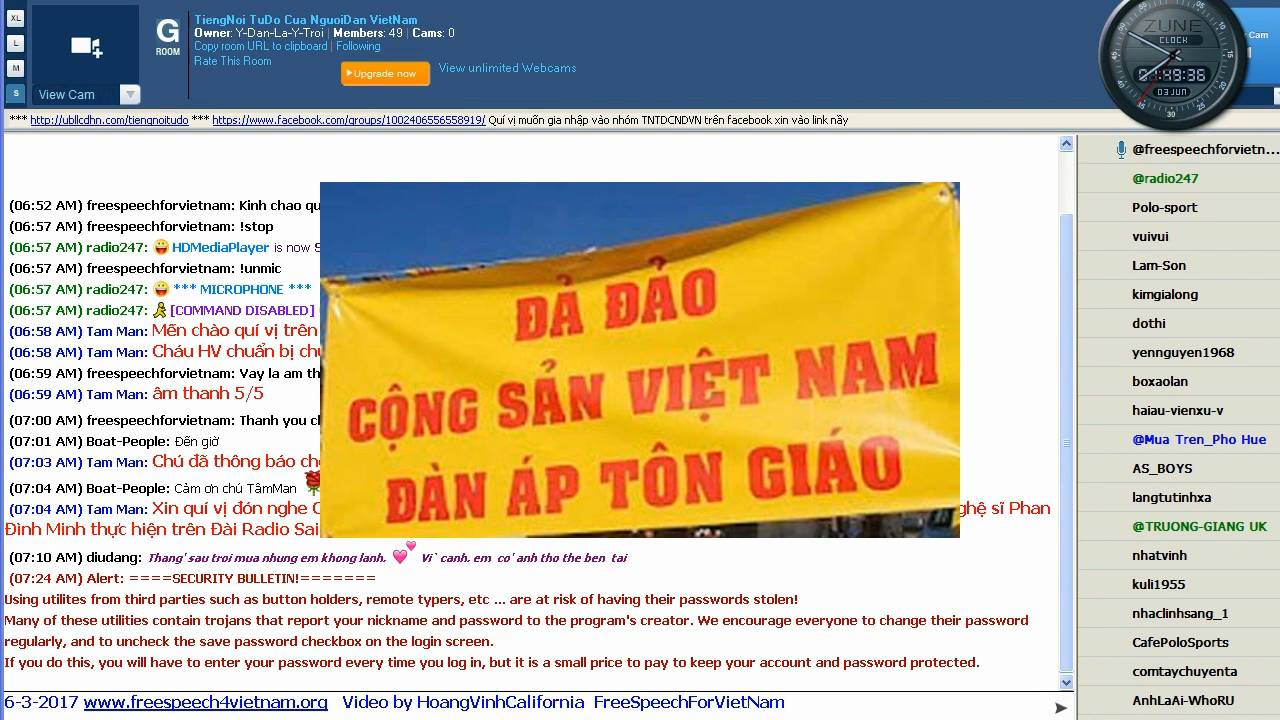 XL
L
M
S
View Cam
G
ROOM
TiengNoi TuDo Cua NguoiDan VietNam
Owner: Y-Dan-La-Y-Troi | Members: 49 | Cams: 0
Copy room URL to clipboard | Following
Rate This Room
Upgrade now
View unlimited Webcams
ZUNE
CLOCK
03 JUN
30
Cam
*** http://ubllcdhn.com/tiengnoitudo *** https://www.facebook.com/groups/1002406556558919/ Quí vị muốn gia nhập vào nhóm TNTDCNDVN trên facebook xin vào link nầy
(06:52 AM) freespeechforvietnam: Kinh chao qu
(06:57 AM) freespeechforvietnam: !stop
(06:57 AM) radio247: HDMediaPlayer is now S
(06:57 AM) freespeechforvietnam: !unmic
(06:57 AM) radio247: *** MICROPHONE ***
(06:57 AM) radio247: [COMMAND DISABLED]
(06:58 AM) Tam Man: Mến chào quí vị trên
(06:58 AM) Tam Man: Cháu HV chuẩn bị chu
(06:59 AM) freespeechforvietnam: Vay la am th
(06:59 AM) Tam Man: âm thanh 5/5
(07:00 AM) freespeechforvietnam: Thank you c
(07:01 AM) Boat-People: Đến giờ
(07:03 AM) Tam Man: Chú đã thông báo ch
(07:04 AM) Boat-People: Cảm ơn chú TâmMan
(07:04 AM) Tam Man: Xin quí vị đón nghe ghệ sĩ Phan
Đình Minh thực hiện trên Đài Radio Sai
(07:10 AM) diudang: Thang' sau troi mua nhung em khong lanh. Vi` canh. em co' anh tho the ben tai
(07:24 AM) Alert: ====SECURITY BULLETIN!=======
Using utilites from third parties such as button holders, remote typers, etc ... are at risk of having their passwords stolen!
Many of these utilities contain trojans that report your nickname and password to the program's creator. We encourage everyone to change their password
regularly, and to uncheck the save password checkbox on the login screen.
If you do this, you will have to enter your password every time you log in, but it is a small price to pay to keep your account and password protected.
ĐẢ ĐẢO
CỘNG SẢN VIỆT NAM
ĐÀN ÁP TÔN GIÁO
@freespeechforvietn...
@radio247
Polo-sport
vuivui
Lam-Son
kimgialong
dothi
yennguyen1968
boxaolan
haiau-vienxu-v
@Mua Tren_Pho Hue
AS_BOYS
langtutinhxa
@TRUONG-GIANG UK
nhatvinh
kuli1955
nhaclinhsang_1
CafePoloSports
comtaychuyenta
AnhLaAi-WhoRU
6-3-2017 www.freespeech4vietnam.org Video by HoangVinhCalifornia FreeSpeechForVietNam